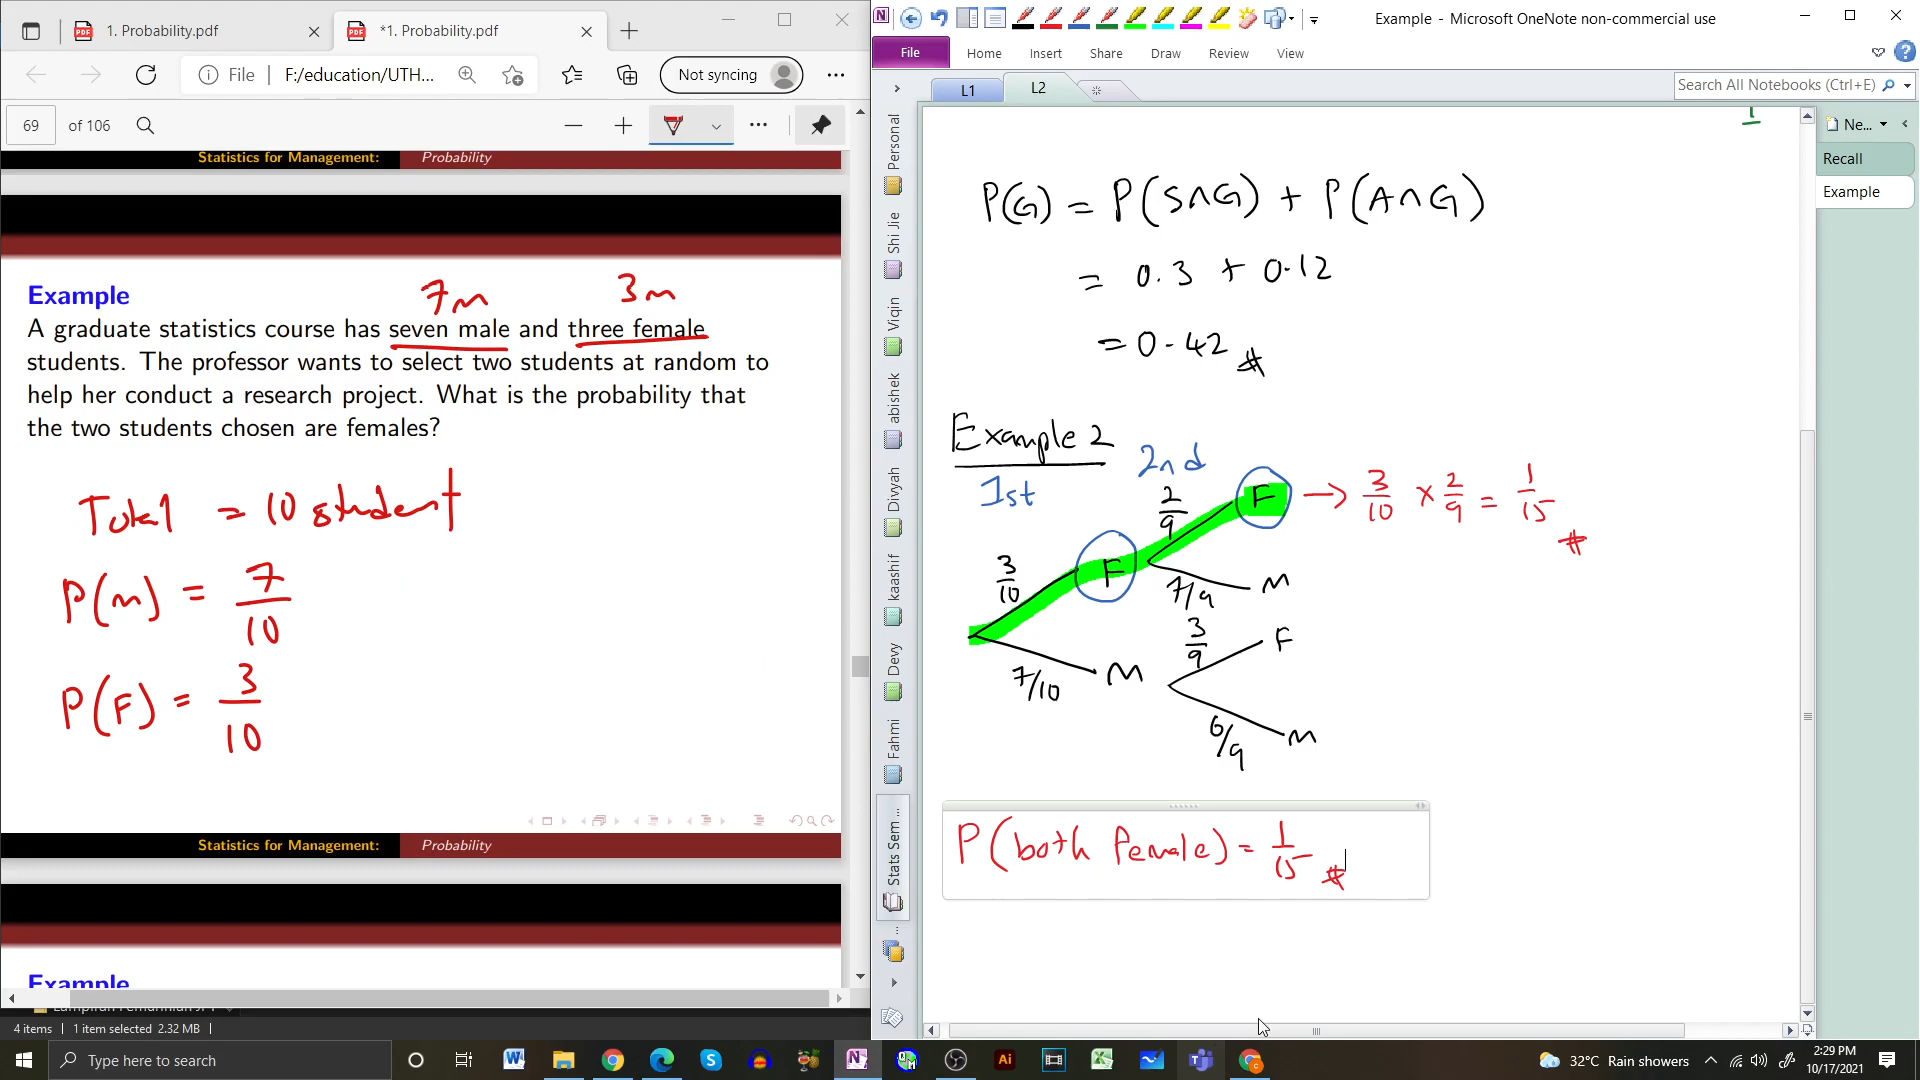 1. Probability.pdf
*1. Probability.pdf
File
F:/education/UTH...
Not syncing
69 of 106
Statistics for Management: Probability
Example
7m 3m
A graduate statistics course has seven male and three female
students. The professor wants to select two students at random to
help her conduct a research project. What is the probability that
the two students chosen are females?
Total = 10 student
P(m) = 7/10
P(F) = 3/10
Statistics for Management: Probability
Example
4 items 1 item selected 2.32 MB
Example - Microsoft OneNote non-commercial use
File Home Insert Share Draw Review View
L1 L2
Search All Notebooks (Ctrl+E)
Ne...
Recall
Example
Personal
Shi Jie
Viqin
abishek
Divyah
kaashif
Devy
Fahmi
Stats Sem ...
1
P(G) = P(S∩G) + P(A∩G)
= 0.3 + 0.12
= 0.42 #
Example 2
1st 2nd
3/10 F 2/9 F → 3/10 × 2/9 = 1/15 #
7/9 M
7/10 M 3/9 F
6/9 M
P(both female) = 1/15 #
Type here to search
32°C Rain showers
2:29 PM
10/17/2021